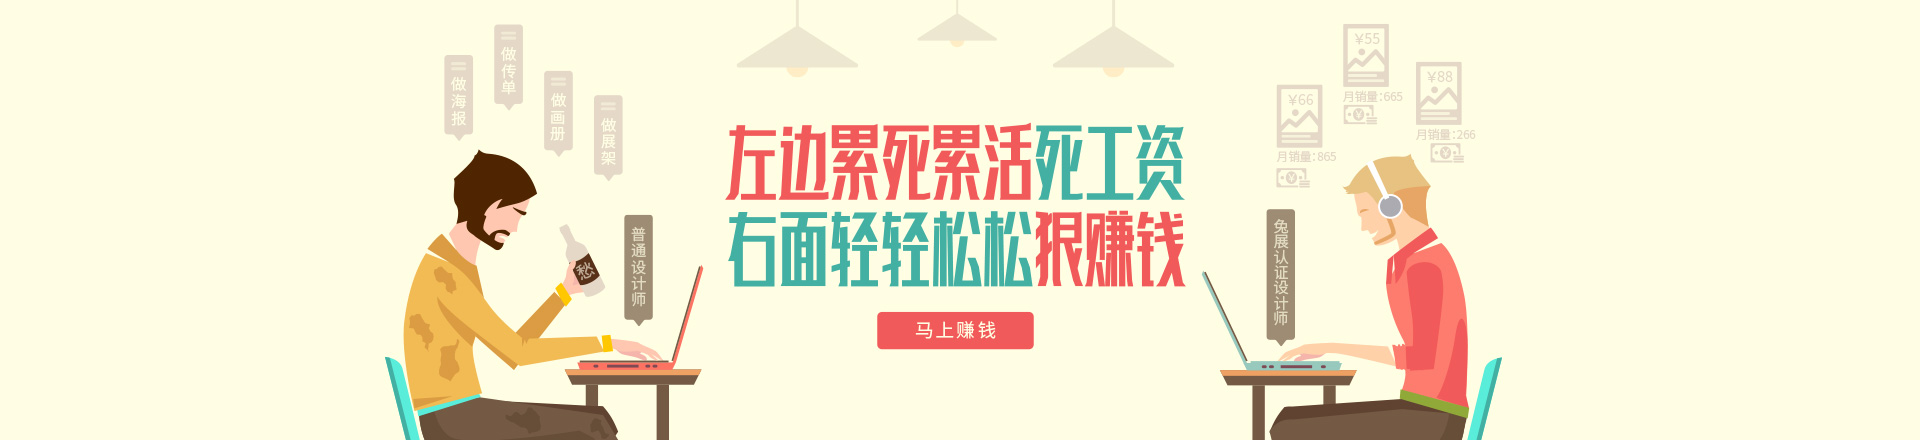 做海报
做传单
做画册
做展架
普通设计师
愁
左边累死累活死工资
右面轻轻松松狠赚钱
马上赚钱
兔展认证设计师
¥66
月销量:865
¥55
月销量:665
¥88
月销量:266